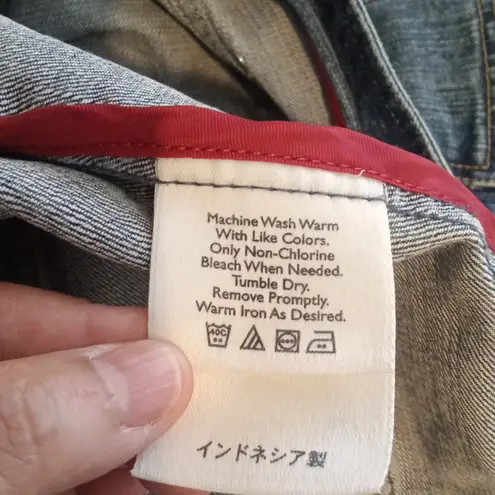 Machine Wash Warm
With Like Colors.
Only Non-Chlorine
Bleach When Needed.
Tumble Dry.
Remove Promptly.
Warm Iron As Desired.
40C
インドネシア製